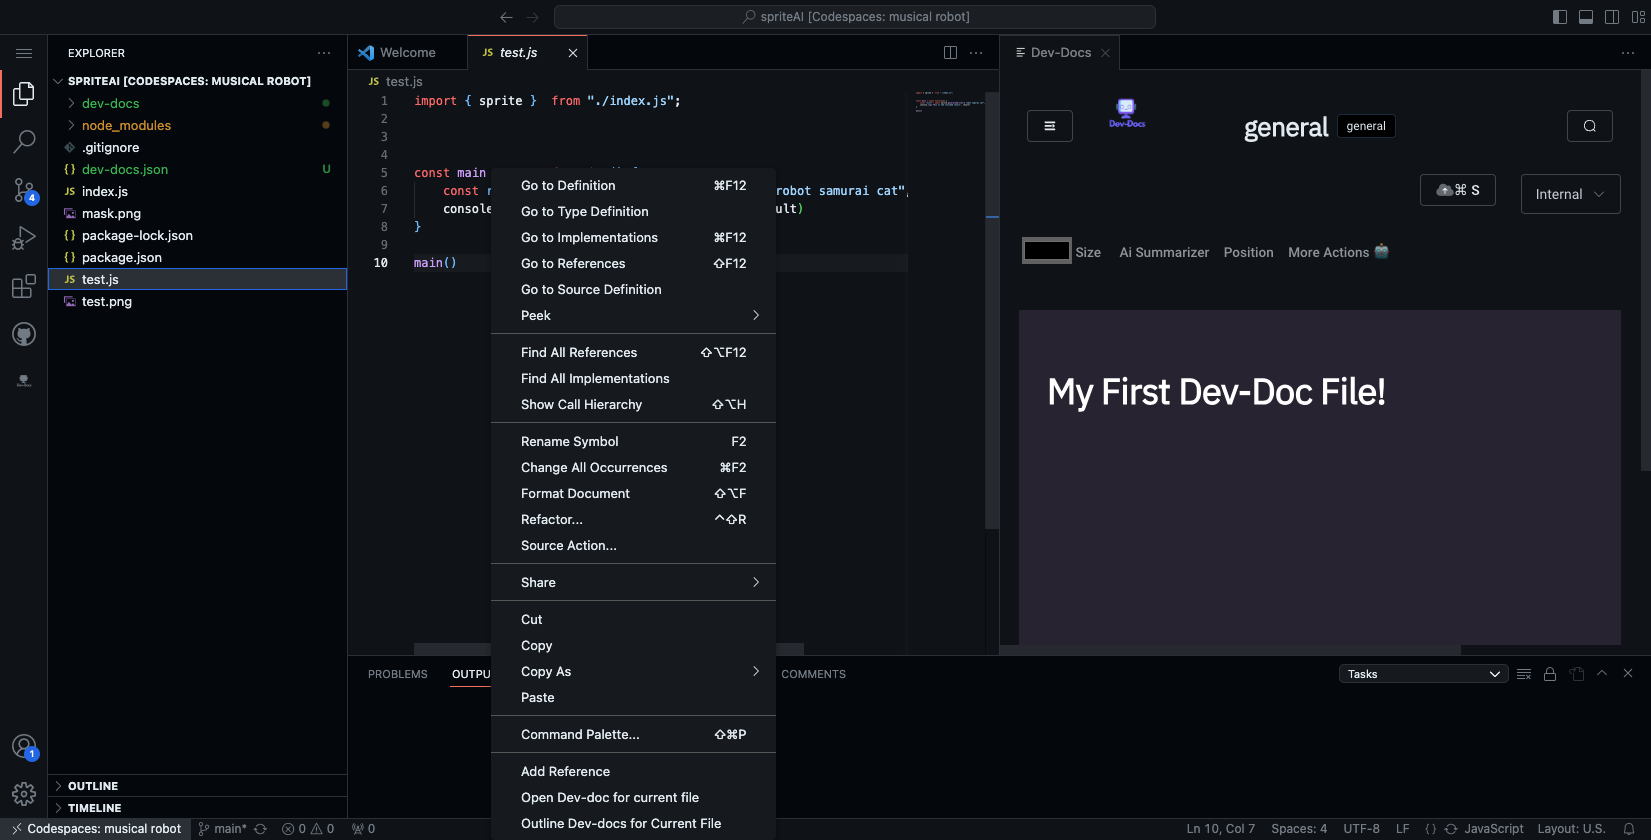 spriteAI [Codespaces: musical robot]
EXPLORER
SPRITEAI [CODESPACES: MUSICAL ROBOT]
dev-docs
node_modules
.gitignore
{} dev-docs.json U
JS index.js
mask.png
{} package-lock.json
{} package.json
JS test.js
test.png
OUTLINE
TIMELINE
4
1
Welcome
JS test.js
JS test.js
1 import { sprite } from "./index.js";
2
3
4
5 const main
6 const robot samurai cat",
7 console ult)
8 }
9
10 main()
Go to Definition ⌘F12
Go to Type Definition
Go to Implementations ⌘F12
Go to References ⇧F12
Go to Source Definition
Peek
Find All References ⇧⌥F12
Find All Implementations
Show Call Hierarchy ⇧⌥H
Rename Symbol F2
Change All Occurrences ⌘F2
Format Document ⇧⌥F
Refactor... ^⇧R
Source Action...
Share
Cut
Copy
Copy As
Paste
Command Palette... ⇧⌘P
Add Reference
Open Dev-doc for current file
Outline Dev-docs for Current File
Dev-Docs
Dev-Docs
general general
⌘ S
Internal
Size Ai Summarizer Position More Actions
My First Dev-Doc File!
PROBLEMS OUTPU COMMENTS
Tasks
Codespaces: musical robot main* 0 0 0
Ln 10, Col 7 Spaces: 4 UTF-8 LF {} JavaScript Layout: U.S.